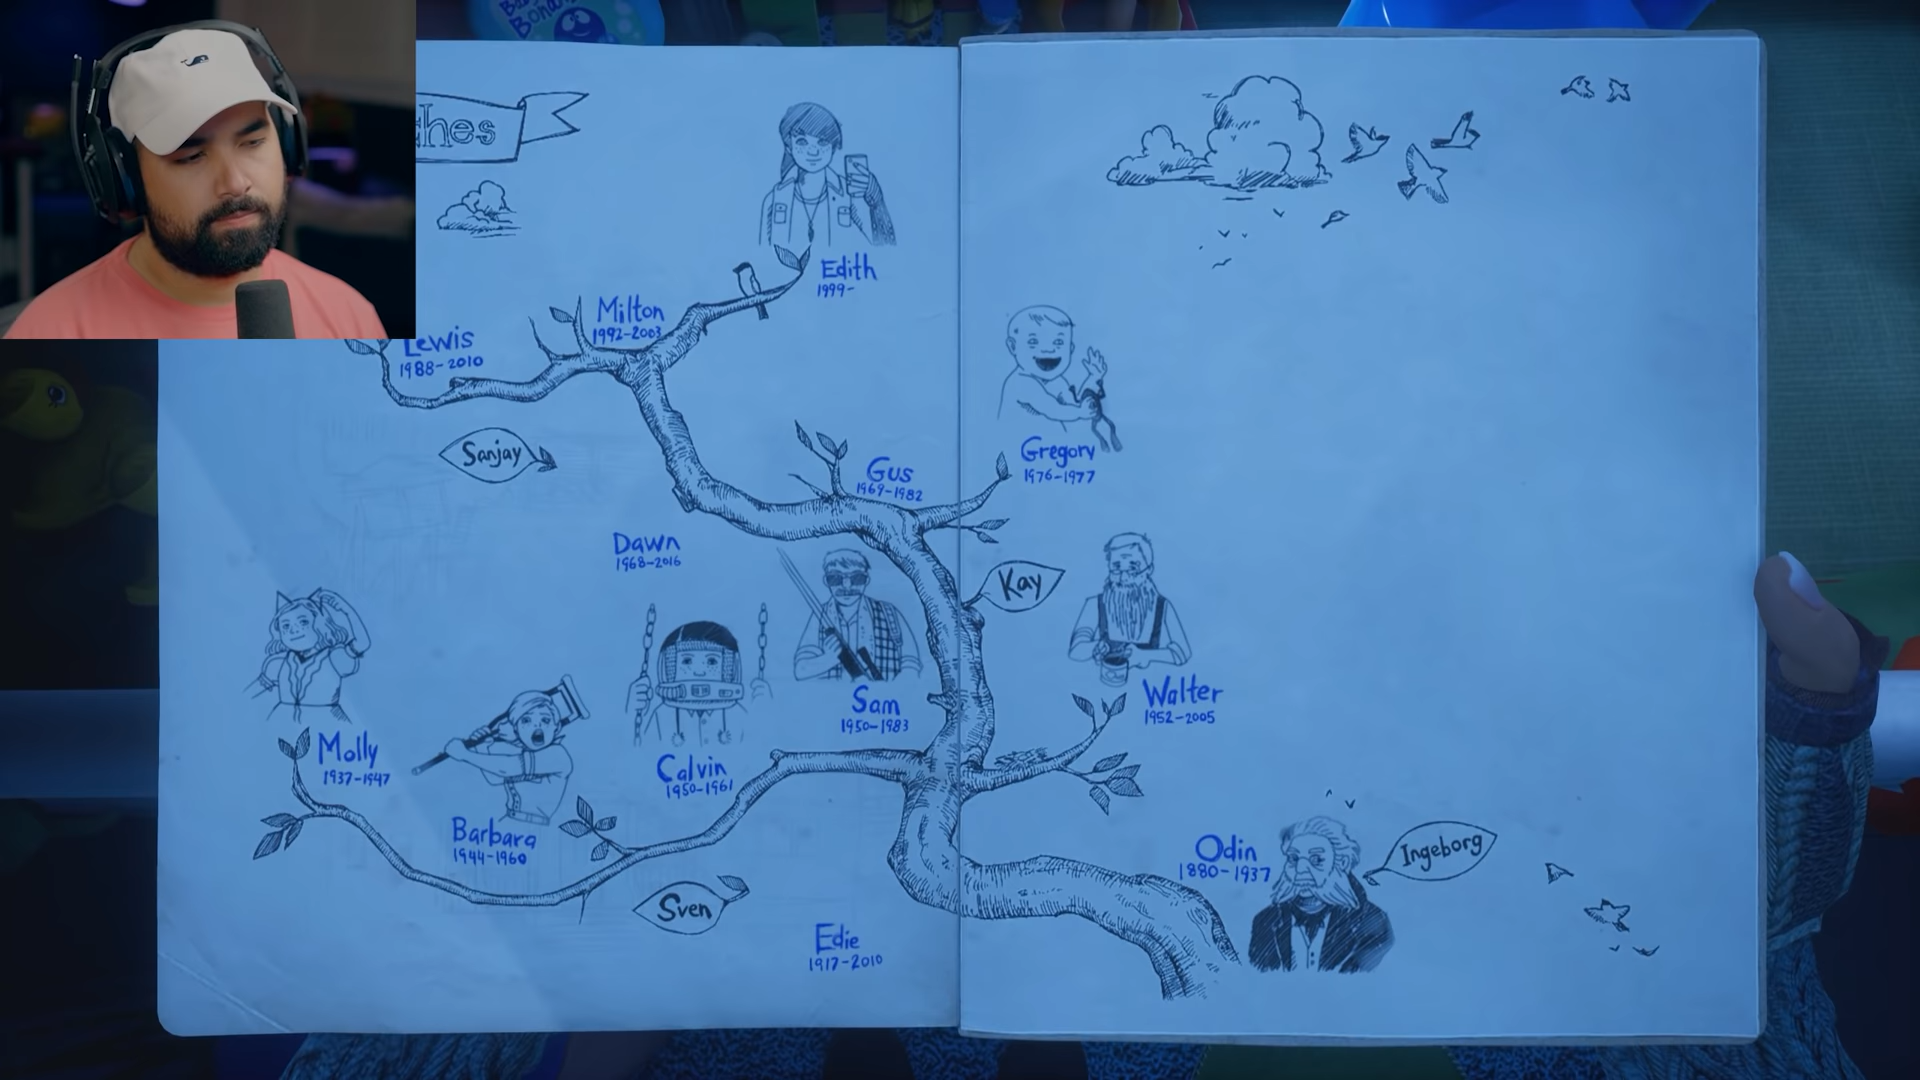 Bonbon
ches
Edith
1999-
Milton
1992-2003
Lewis
1988-2010
Sanjay
Gregory
1976-1977
Gus
1969-1982
Dawn
1968-2016
Kay
Sam
1950-1983
Walter
1952-2005
Molly
1937-1947
Calvin
1950-1961
Barbara
1944-1960
Odin
1880-1937
Ingeborg
Sven
Edie
1917-2010